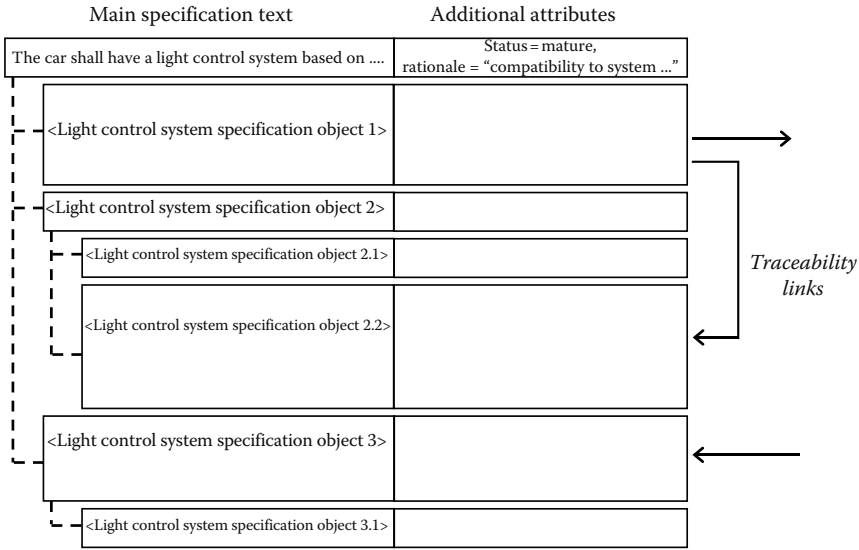 Main specification text
Additional attributes
The car shall have a light control system based on ....
Status = mature,
rationale = “compatibility to system ...”
<Light control system specification object 1>
<Light control system specification object 2>
<Light control system specification object 2.1>
Traceability
links
<Light control system specification object 2.2>
<Light control system specification object 3>
<Light control system specification object 3.1>